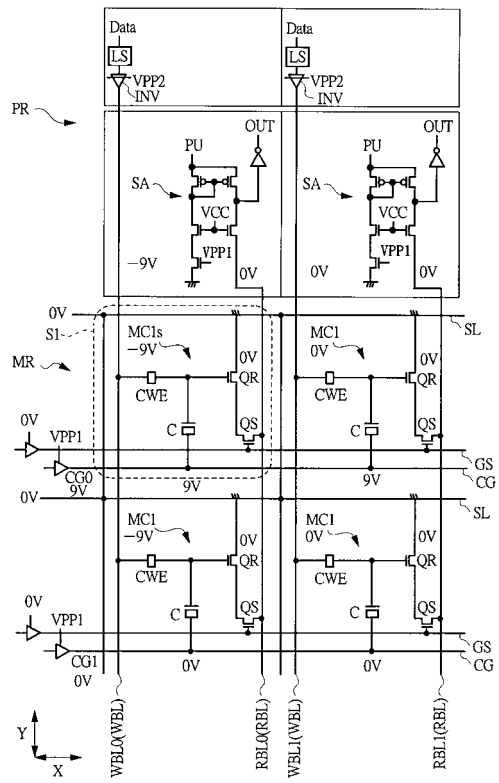 Data Data
LS LS
VPP2 VPP2
INV INV
PR
OUT OUT
PU PU
SA SA
VCC VCC
VPP1 VPP1
-9V 0V 0V 0V
0V SL
S1 MC1s MC1
-9V 0V 0V 0V
MR
QR QR
CWE CWE
C QS C QS
0V VPP1
GS
CG0 CG
9V 9V 9V
0V SL
MC1 MC1
-9V 0V 0V 0V
QR QR
CWE CWE
C QS C QS
0V VPP1
GS
CG1 0V 0V CG
0V
WBL0(WBL) RBL0(RBL) WBL1(WBL) RBL1(RBL)
Y
X